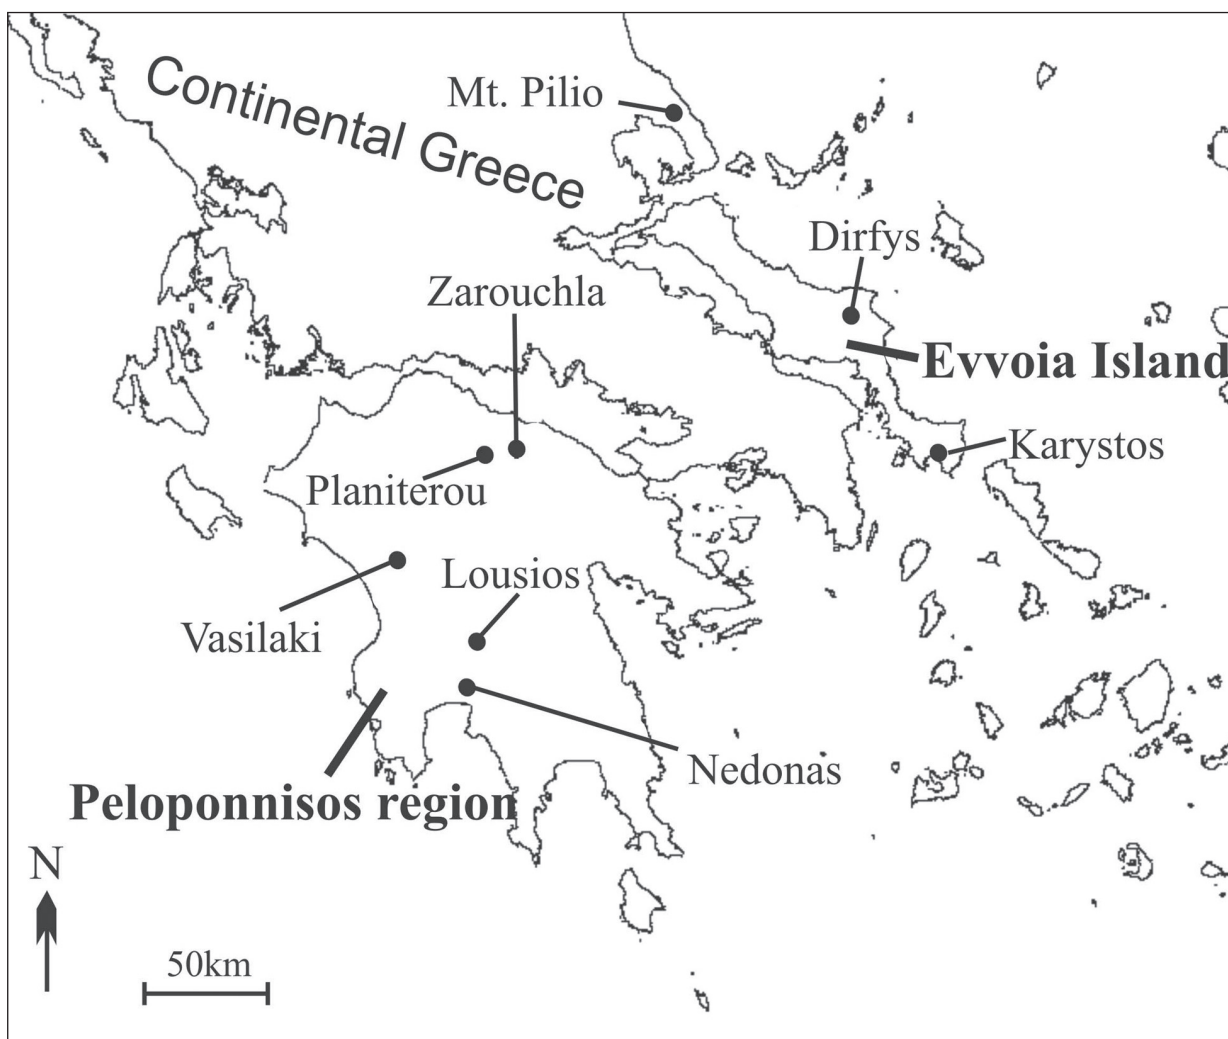 Continental Greece
Mt. Pilio
Dirfys
Zarouchla
Evvoia Island
Karystos
Planiterou
Lousios
Vasilaki
Nedonas
Peloponnisos region
N
50km